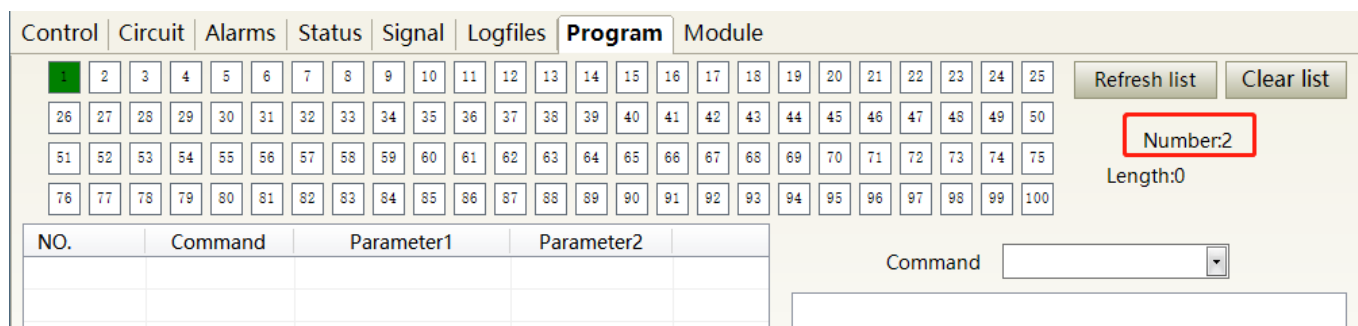 Control Circuit Alarms Status Signal Logfiles Program Module
1 2 3 4 5 6 7 8 9 10 11 12 13 14 15 16 17 18 19 20 21 22 23 24 25 Refresh list Clear list
26 27 28 29 30 31 32 33 34 35 36 37 38 39 40 41 42 43 44 45 46 47 48 49 50
Number:2
51 52 53 54 55 56 57 58 59 60 61 62 63 64 65 66 67 68 69 70 71 72 73 74 75
Length:0
76 77 78 79 80 81 82 83 84 85 86 87 88 89 90 91 92 93 94 95 96 97 98 99 100
NO. Command Parameter1 Parameter2
Command